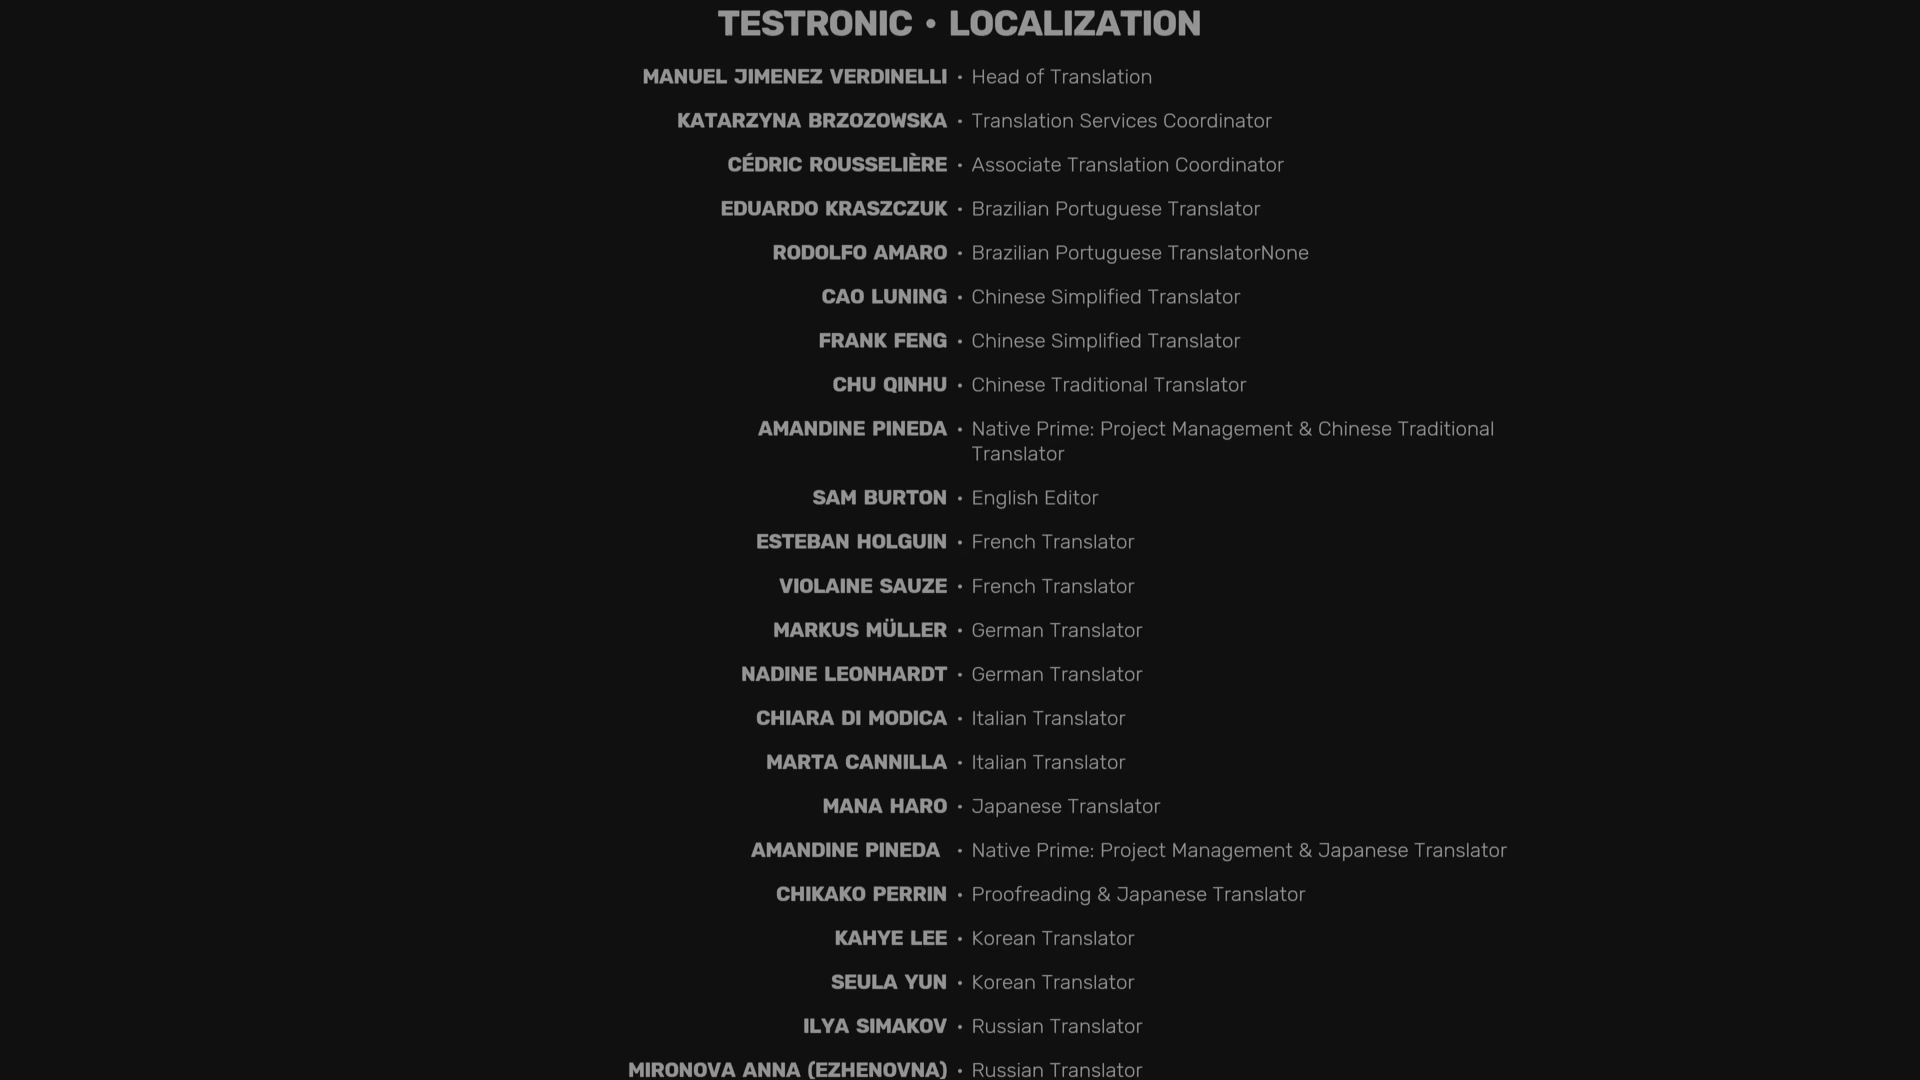 TESTRONIC • LOCALIZATION
MANUEL JIMENEZ VERDINELLI • Head of Translation
KATARZYNA BRZOZOWSKA • Translation Services Coordinator
CÉDRIC ROUSSELIÈRE • Associate Translation Coordinator
EDUARDO KRASZCZUK • Brazilian Portuguese Translator
RODOLFO AMARO • Brazilian Portuguese TranslatorNone
CAO LUNING • Chinese Simplified Translator
FRANK FENG • Chinese Simplified Translator
CHU QINHU • Chinese Traditional Translator
AMANDINE PINEDA • Native Prime: Project Management & Chinese Traditional
Translator
SAM BURTON • English Editor
ESTEBAN HOLGUIN • French Translator
VIOLAINE SAUZE • French Translator
MARKUS MÜLLER • German Translator
NADINE LEONHARDT • German Translator
CHIARA DI MODICA • Italian Translator
MARTA CANNILLA • Italian Translator
MANA HARO • Japanese Translator
AMANDINE PINEDA • Native Prime: Project Management & Japanese Translator
CHIKAKO PERRIN • Proofreading & Japanese Translator
KAHYE LEE • Korean Translator
SEULA YUN • Korean Translator
ILYA SIMAKOV • Russian Translator
MIRONOVA ANNA (EZHENOVNA) • Russian Translator